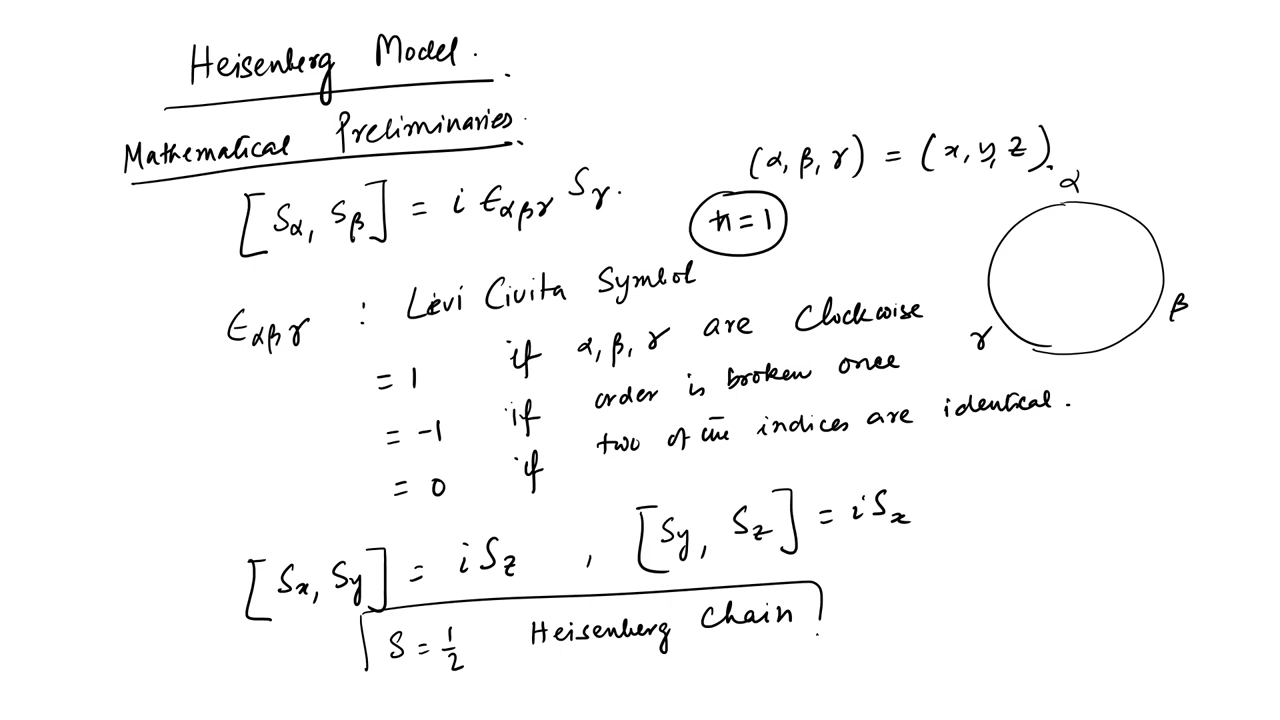 Heisenberg Model.
Mathematical Preliminaries.
(α, β, γ) = (x, y, z).
[Sα, Sβ] = i ϵαβγ Sγ.
ħ = 1
α
β
γ
ϵαβγ : Levi Civita Symbol
= 1 if α, β, γ are Clockwise
= -1 if order is broken once
= 0 if two of the indices are identical.
[Sx, Sy] = i Sz , [Sy, Sz] = i Sx
S = 1/2 Heisenberg Chain